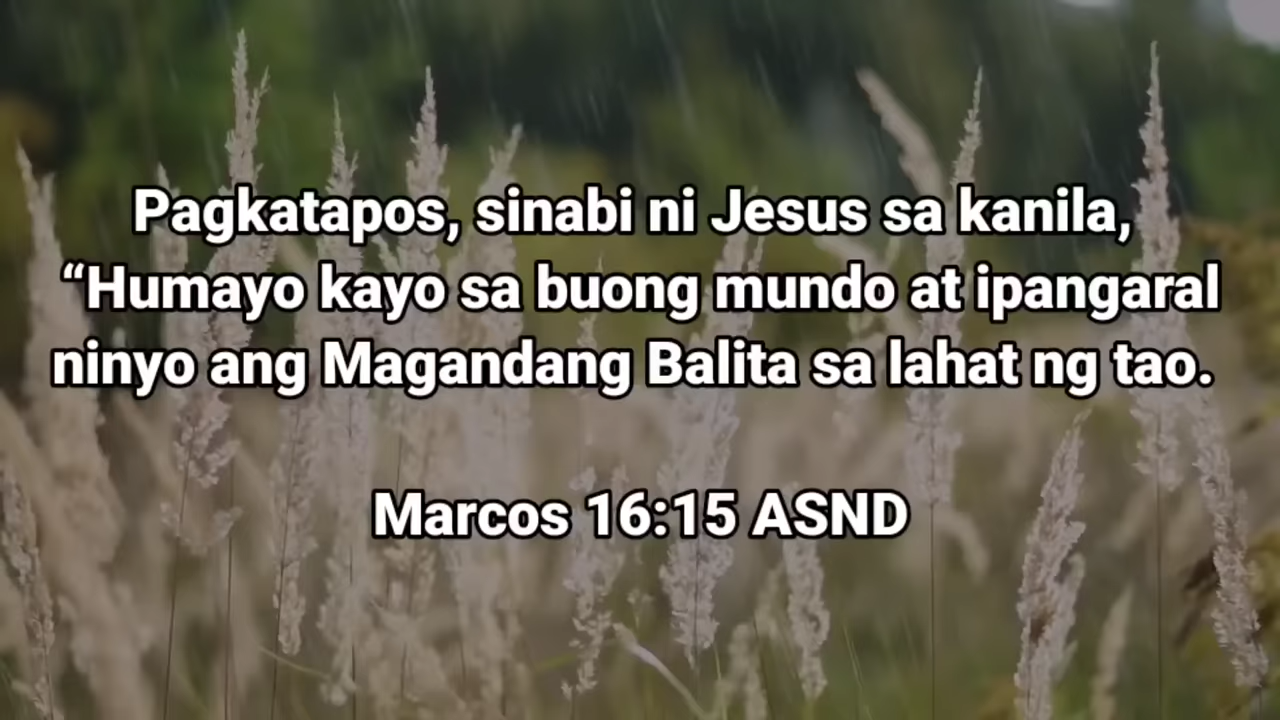 Pagkatapos, sinabi ni Jesus sa kanila,
“Humayo kayo sa buong mundo at ipangaral
ninyo ang Magandang Balita sa lahat ng tao.
Marcos 16:15 ASND